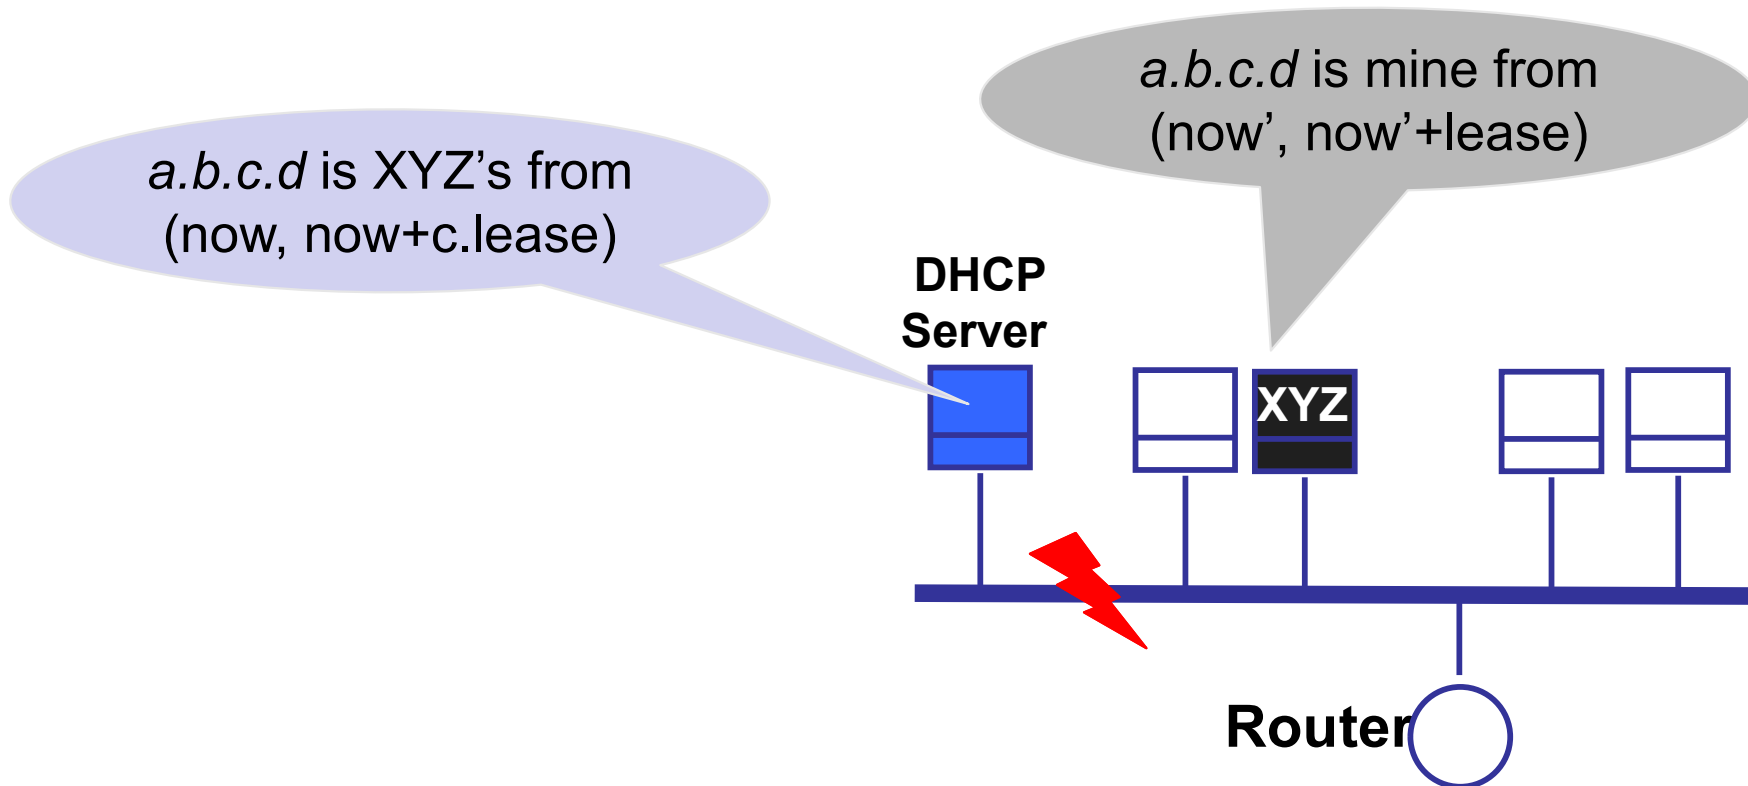 a.b.c.d is mine from
(now’, now’+lease)
a.b.c.d is XYZ’s from
(now, now+c.lease)
DHCP
Server
XYZ
Router